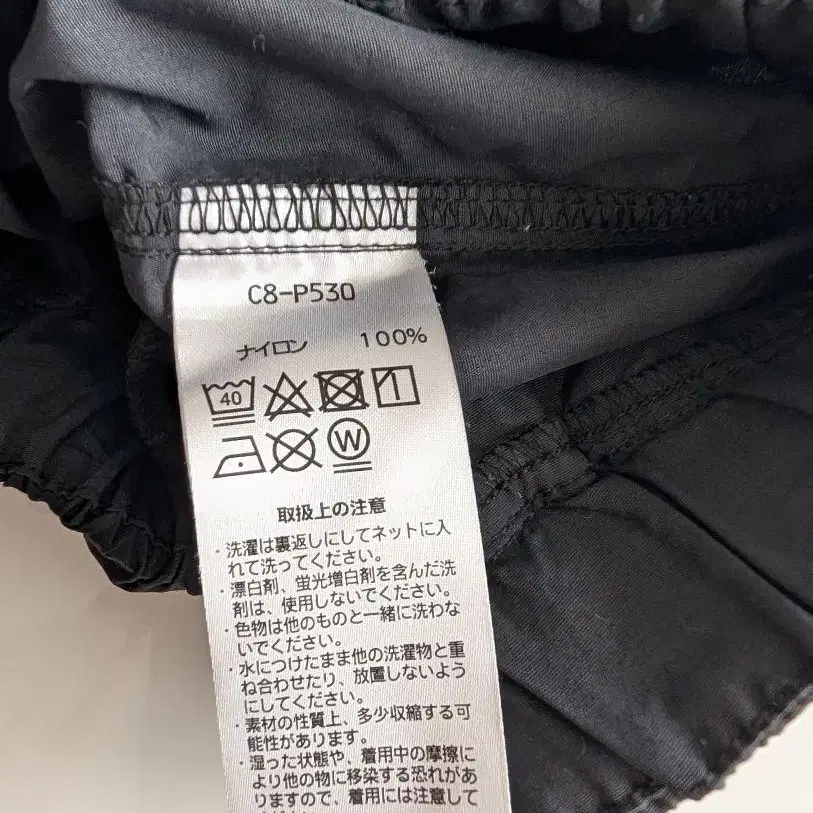 C8-P530
ナイロン 100%
40
W
取扱上の注意
・洗濯は裏返しにしてネットに入
れて洗ってください。
・漂白剤、蛍光増白剤を含んだ洗
剤は、使用しないでください。
・色物は他のものと一緒に洗わな
いでください。
・水につけたまま他の洗濯物と重
ね合わせたり、放置しないよう
にしてください。
・素材の性質上、多少収縮する可
能性があります。
・湿った状態や、着用中の摩擦に
より他の物に移染する恐れがあ
りますので、着用には注意して